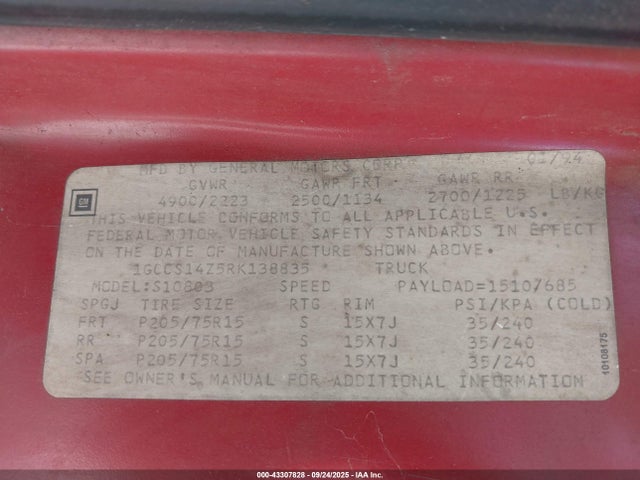 MFD BY GENERAL MOTORS CORP 01/94
GVWR GAWR FRT GAWR RR
4900/2223 2500/1134 2700/1225 LB/KG
THIS VEHICLE CONFORMS TO ALL APPLICABLE U.S.
FEDERAL MOTOR VEHICLE SAFETY STANDARDS IN EFFECT
ON THE DATE OF MANUFACTURE SHOWN ABOVE.
1GCCS14Z5RK138835 TRUCK
MODEL:S10803 SPEED PAYLOAD=1510/685
SPGJ TIRE SIZE RTG RIM PSI/KPA (COLD)
FRT P205/75R15 S 15X7J 35/240
RR P205/75R15 S 15X7J 35/240
SPA P205/75R15 S 15X7J 35/240
SEE OWNER'S MANUAL FOR ADDITIONAL INFORMATION
GM
10108175
000-43307828 - 09/24/2025 - IAA Inc.